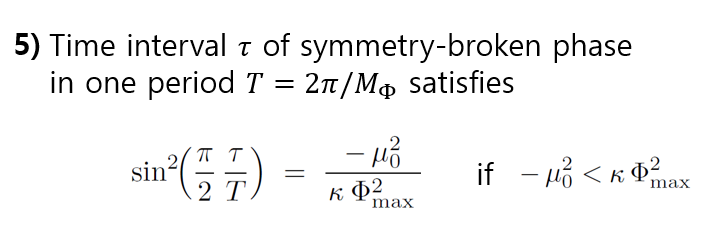 5) Time interval τ of symmetry-broken phase
in one period T = 2π/M_Φ satisfies
sin²(π/2 τ/T) = −μ₀²/(κ Φ²_max) if −μ₀² < κ Φ²_max